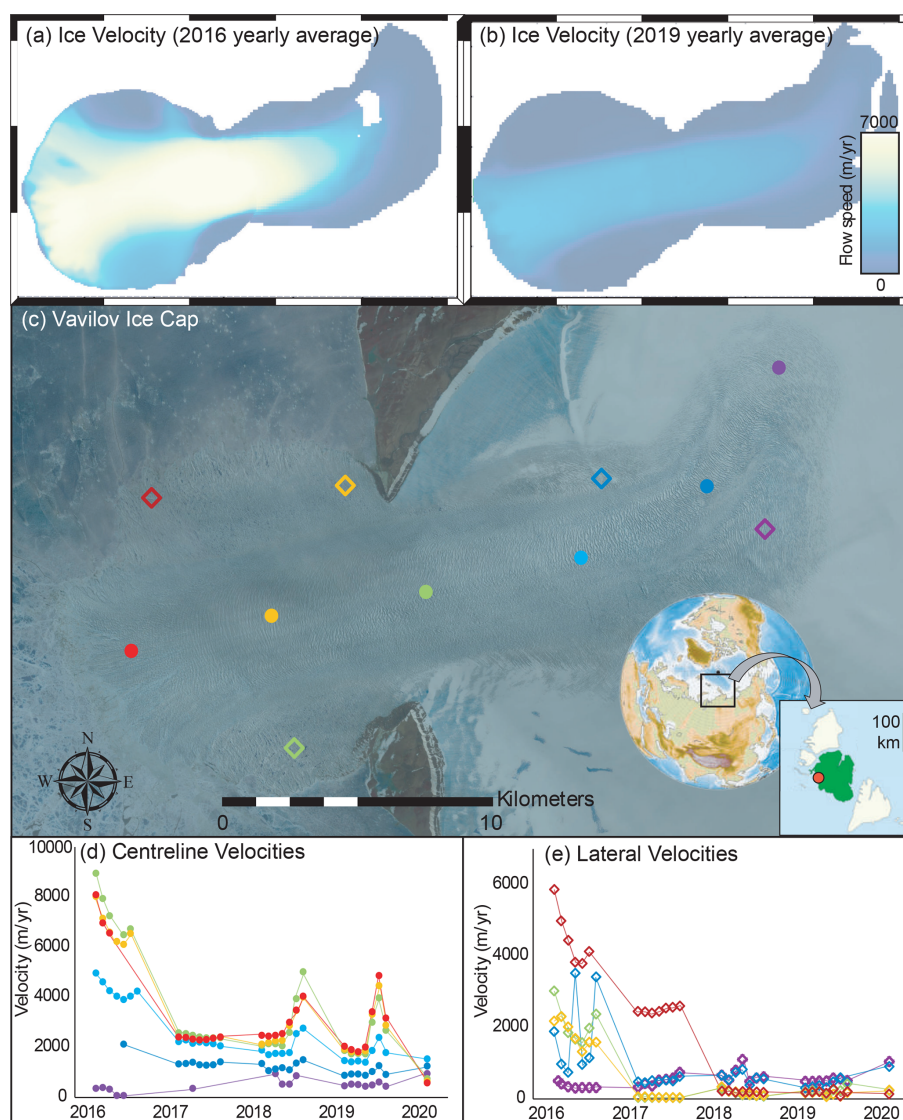 (a) Ice Velocity (2016 yearly average)
(b) Ice Velocity (2019 yearly average)
7000
Flow speed (m/yr)
0
(c) Vavilov Ice Cap
N
W E
S
Kilometers
0 10
100
km
(d) Centreline Velocities
Velocity (m/yr)
10000
8000
6000
4000
2000
0
2016 2017 2018 2019 2020
(e) Lateral Velocities
Velocity (m/yr)
6000
4000
2000
0
2016 2017 2018 2019 2020